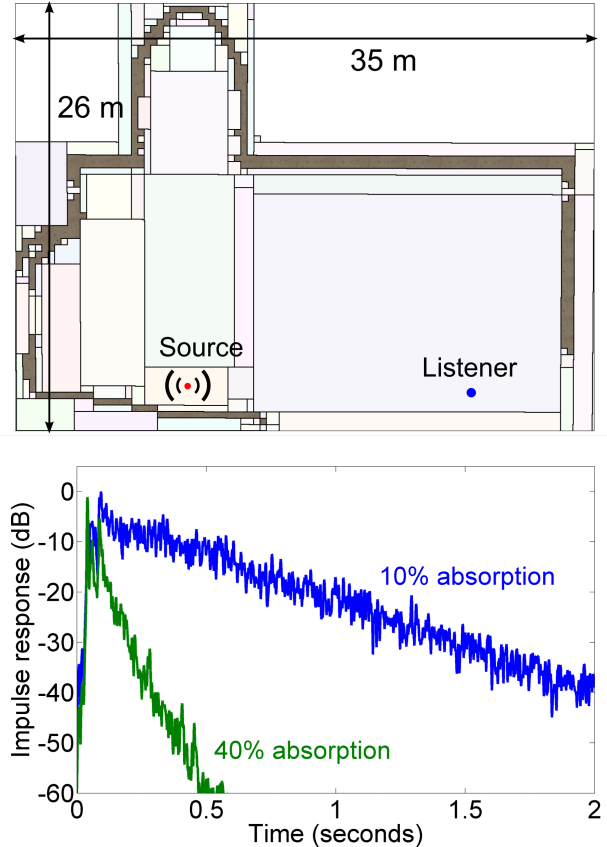 35 m
26 m
Source
Listener
0
-10
-20
-30
-40
-50
-60
Impulse response (dB)
10% absorption
40% absorption
0 0.5 1 1.5 2
Time (seconds)